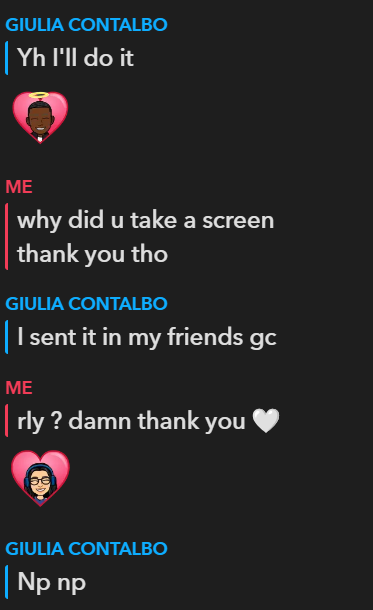 GIULIA CONTALBO
Yh I'll do it
ME
why did u take a screen
thank you tho
GIULIA CONTALBO
I sent it in my friends gc
ME
rly ? damn thank you 🤍
GIULIA CONTALBO
Np np